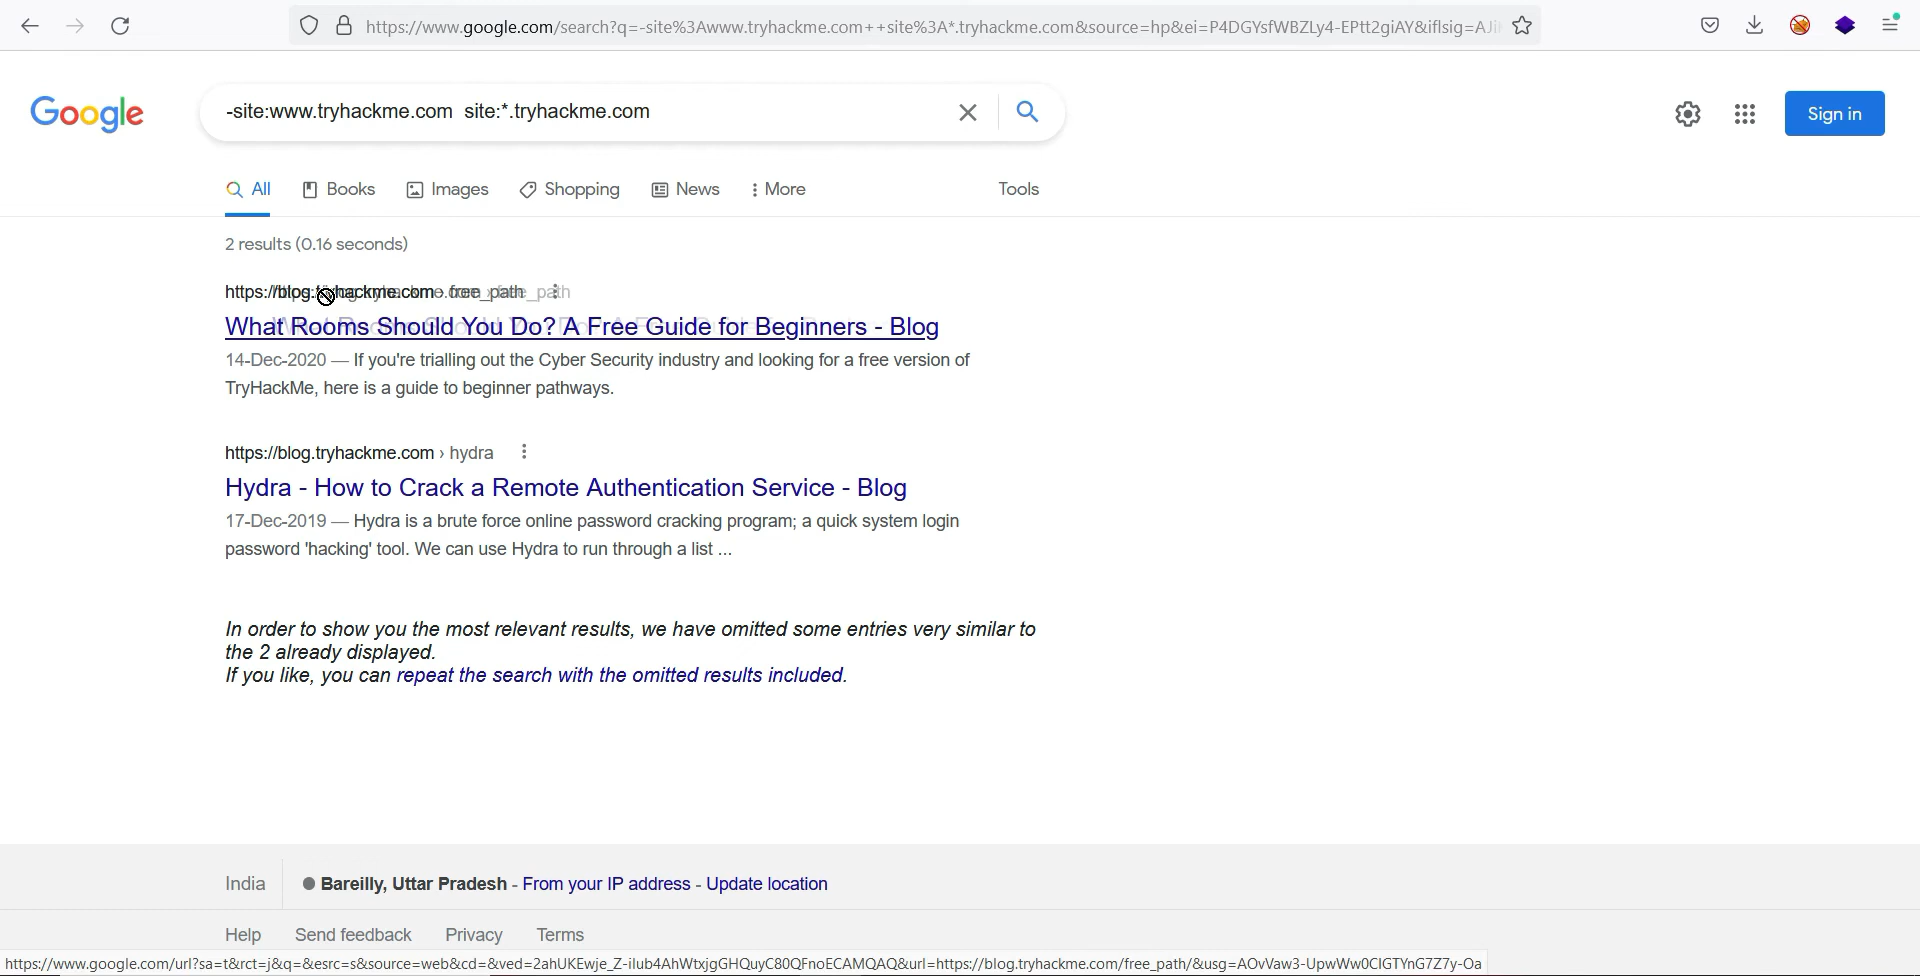 https://www.google.com/search?q=-site%3Awww.tryhackme.com++site%3A*.tryhackme.com&source=hp&ei=P4DGYsfWBZLy4-EPtt2giAY&iflsig=AJi
Google
-site:www.tryhackme.com  site:*.tryhackme.com
Sign in
All Books Images Shopping News More Tools
2 results (0.16 seconds)
https://blog.tryhackme.com › free_path
What Rooms Should You Do? A Free Guide for Beginners - Blog
14-Dec-2020 — If you're trialling out the Cyber Security industry and looking for a free version of
TryHackMe, here is a guide to beginner pathways.
https://blog.tryhackme.com › hydra
Hydra - How to Crack a Remote Authentication Service - Blog
17-Dec-2019 — Hydra is a brute force online password cracking program; a quick system login
password 'hacking' tool. We can use Hydra to run through a list ...
In order to show you the most relevant results, we have omitted some entries very similar to
the 2 already displayed.
If you like, you can repeat the search with the omitted results included.
India Bareilly, Uttar Pradesh - From your IP address - Update location
Help Send feedback Privacy Terms
https://www.google.com/url?sa=t&rct=j&q=&esrc=s&source=web&cd=&ved=2ahUKEwje_Z-ilub4AhWtxjgGHQuyC80QFnoECAMQAQ&url=https://blog.tryhackme.com/free_path/&usg=AOvVaw3-UpwWw0CIGTYnG7Z7y-Oa